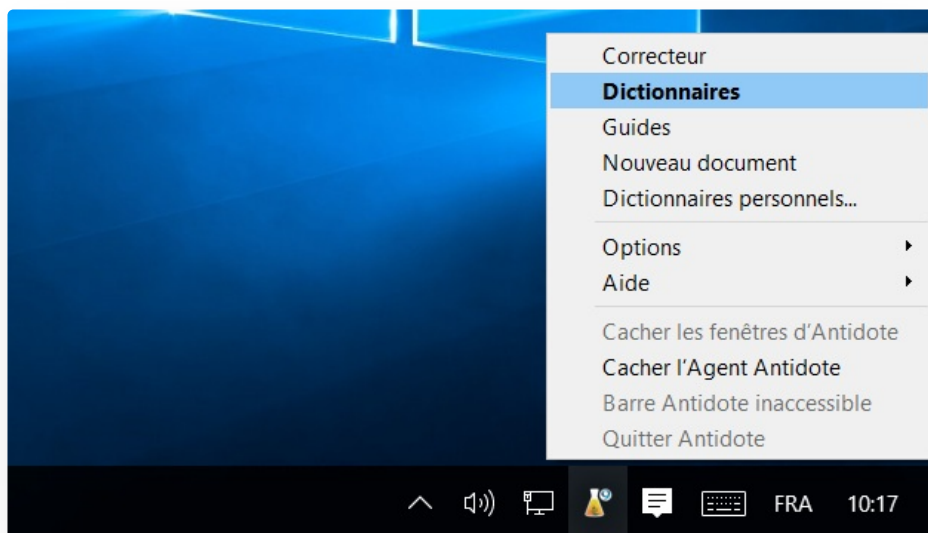 Correcteur
Dictionnaires
Guides
Nouveau document
Dictionnaires personnels...
Options
Aide
Cacher les fenêtres d’Antidote
Cacher l’Agent Antidote
Barre Antidote inaccessible
Quitter Antidote
FRA 10:17